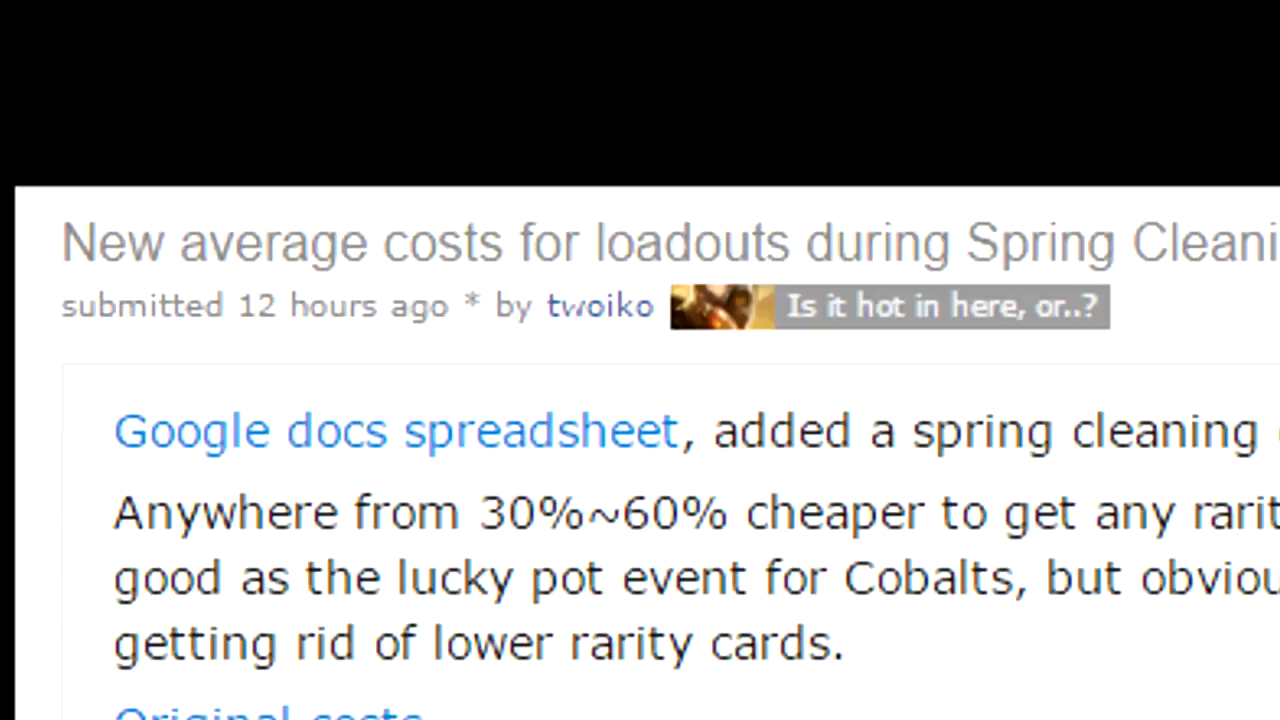 New average costs for loadouts during Spring Cleani
submitted 12 hours ago * by twoiko Is it hot in here, or..?
Google docs spreadsheet, added a spring cleaning
Anywhere from 30%~60% cheaper to get any rarit
good as the lucky pot event for Cobalts, but obviou
getting rid of lower rarity cards.
Original costs